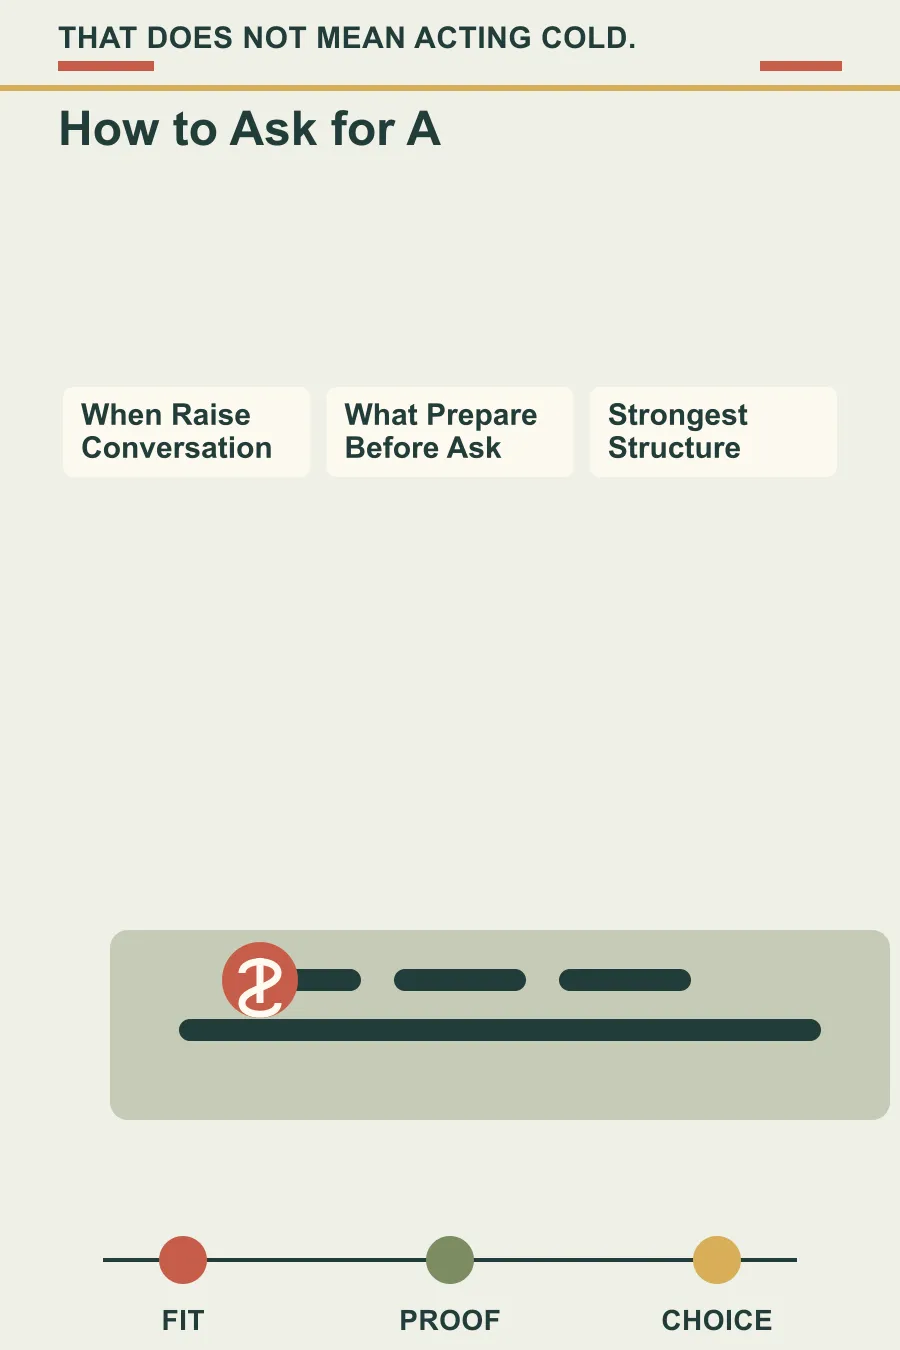 THAT DOES NOT MEAN ACTING COLD.
How to Ask for A
When Raise
Conversation
What Prepare
Before Ask
Strongest
Structure
FIT
PROOF
CHOICE